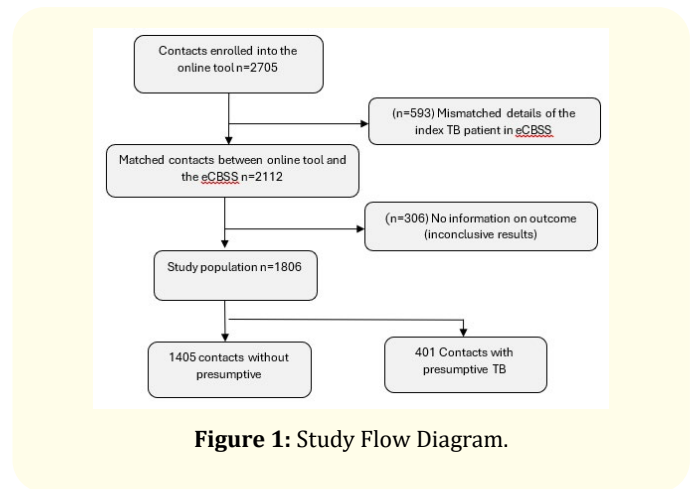 Contacts enrolled into the
online tool n=2705
(n=593) Mismatched details of the
index TB patient in eCBSS
Matched contacts between online tool and
the eCBSS n=2112
(n=306) No information on outcome
(inconclusive results)
Study population n=1806
1405 contacts without
presumptive
401 Contacts with
presumptive TB
Figure 1: Study Flow Diagram.